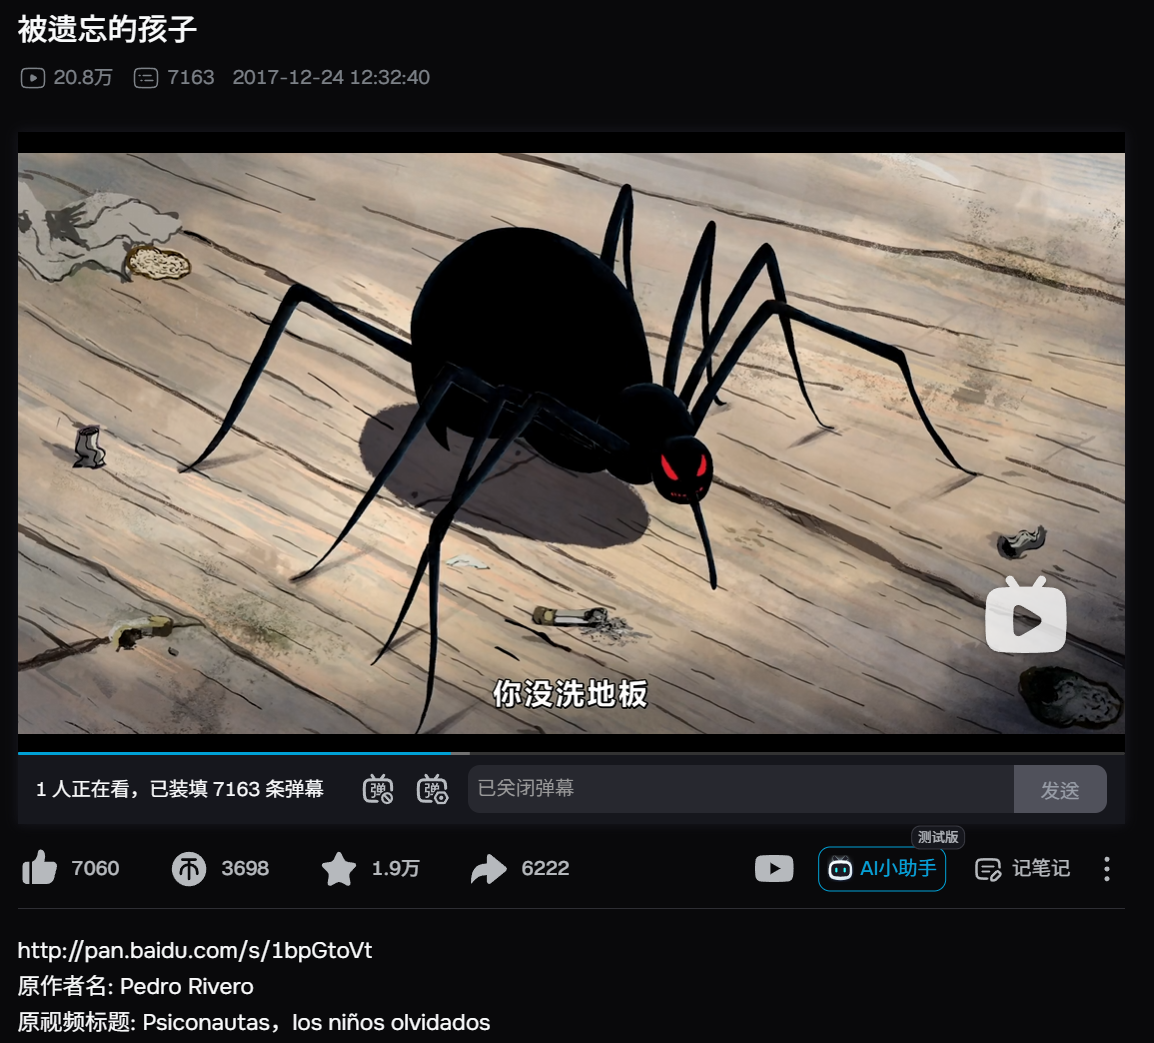 被遗忘的孩子
20.8万 7163 2017-12-24 12:32:40
你没洗地板
1 人正在看，已装填 7163 条弹幕 弹 弹 已关闭弹幕 发送
测试版
7060 币 3698 1.9万 6222 AI小助手 记笔记
http://pan.baidu.com/s/1bpGtoVt
原作者名: Pedro Rivero
原视频标题: Psiconautas，los niños olvidados